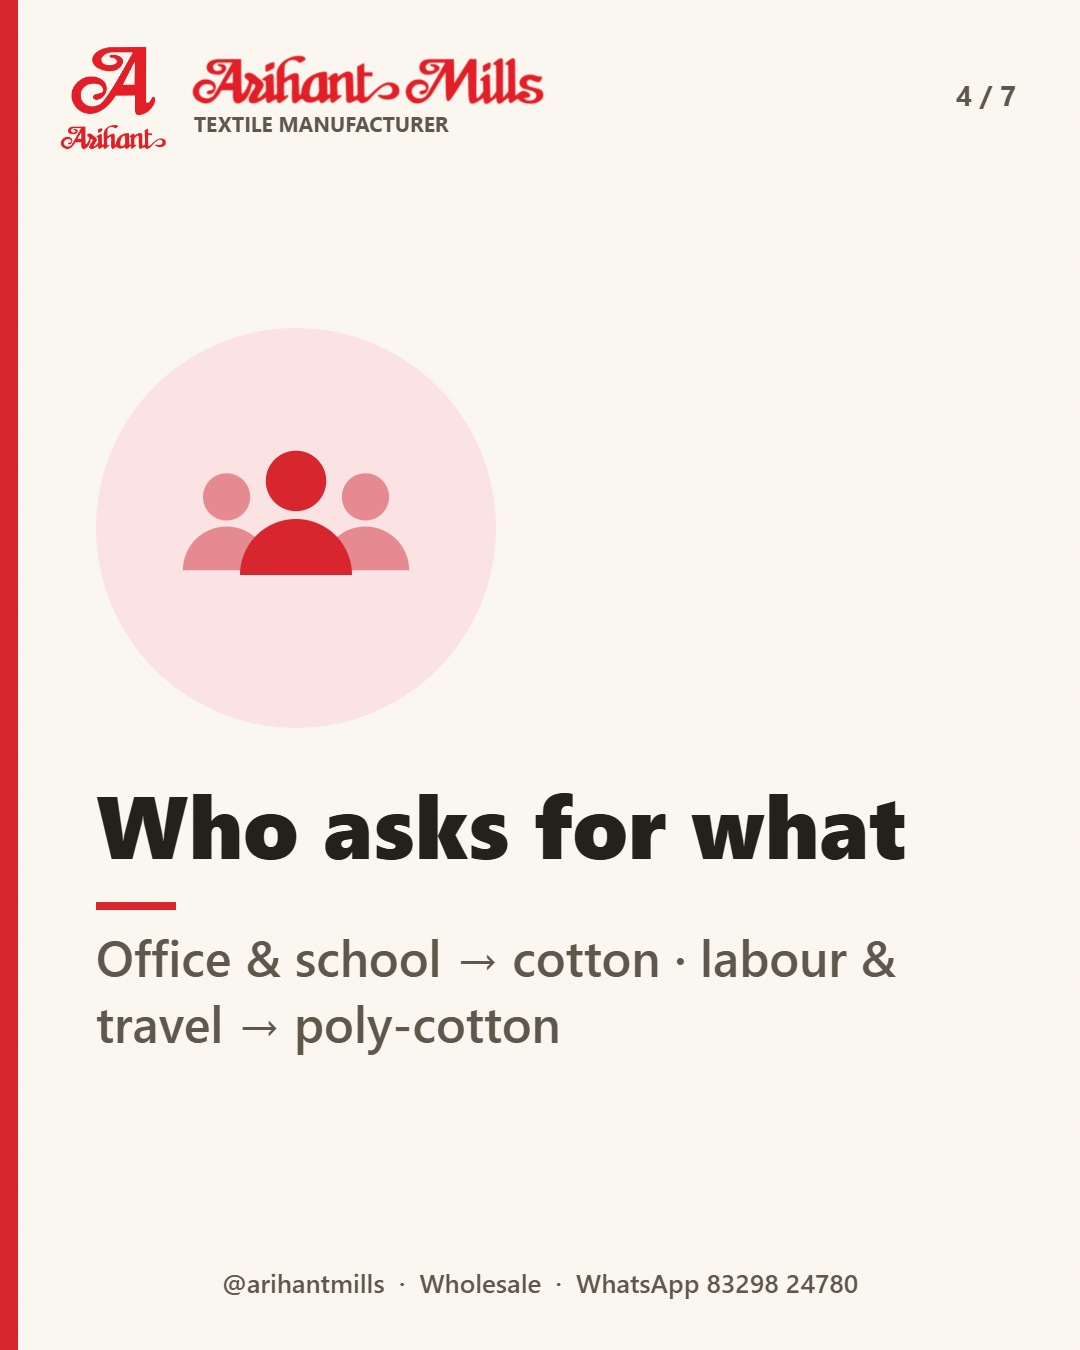 A
Arihant
Arihant Mills
TEXTILE MANUFACTURER
4 / 7
Who asks for what
Office & school → cotton · labour &
travel → poly-cotton
@arihantmills · Wholesale · WhatsApp 83298 24780